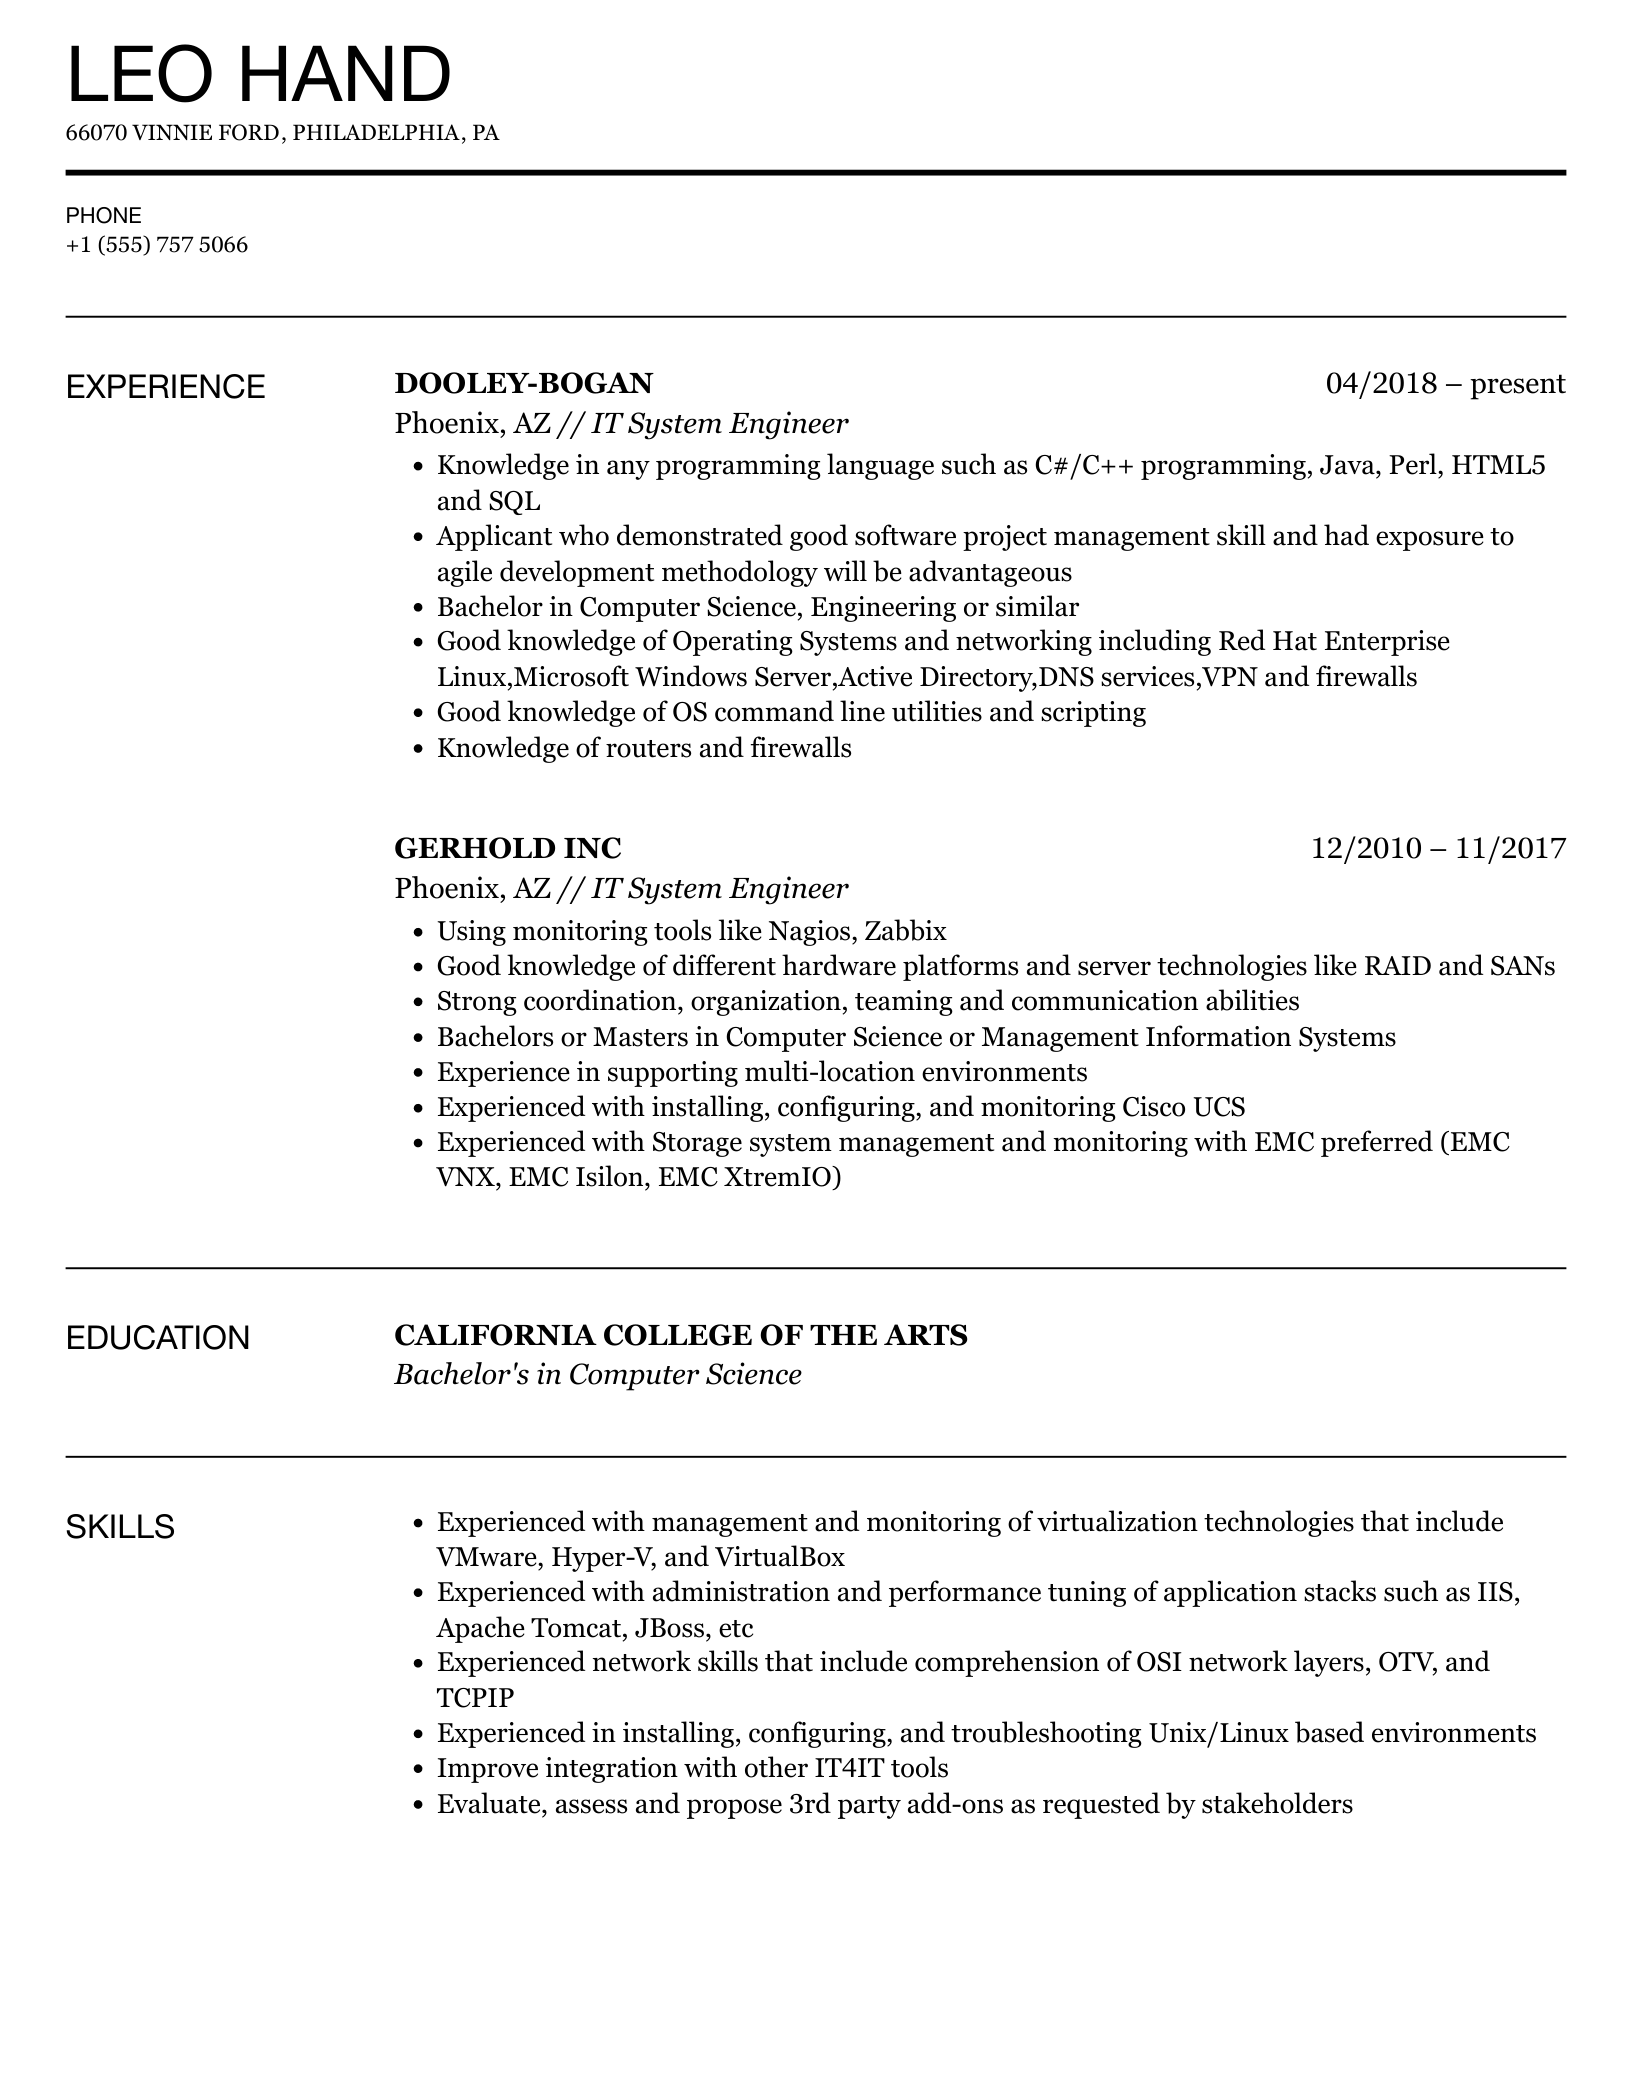 LEO HAND
66070 VINNIE FORD, PHILADELPHIA, PA
PHONE
+1 (555) 757 5066
EXPERIENCE
DOOLEY-BOGAN
04/2018 – present
Phoenix, AZ // IT System Engineer
• Knowledge in any programming language such as C#/C++ programming, Java, Perl, HTML5
and SQL
• Applicant who demonstrated good software project management skill and had exposure to
agile development methodology will be advantageous
• Bachelor in Computer Science, Engineering or similar
• Good knowledge of Operating Systems and networking including Red Hat Enterprise
Linux,Microsoft Windows Server,Active Directory,DNS services,VPN and firewalls
• Good knowledge of OS command line utilities and scripting
• Knowledge of routers and firewalls
GERHOLD INC
12/2010 – 11/2017
Phoenix, AZ // IT System Engineer
• Using monitoring tools like Nagios, Zabbix
• Good knowledge of different hardware platforms and server technologies like RAID and SANs
• Strong coordination, organization, teaming and communication abilities
• Bachelors or Masters in Computer Science or Management Information Systems
• Experience in supporting multi-location environments
• Experienced with installing, configuring, and monitoring Cisco UCS
• Experienced with Storage system management and monitoring with EMC preferred (EMC
VNX, EMC Isilon, EMC XtremIO)
EDUCATION
CALIFORNIA COLLEGE OF THE ARTS
Bachelor's in Computer Science
SKILLS
• Experienced with management and monitoring of virtualization technologies that include
VMware, Hyper-V, and VirtualBox
• Experienced with administration and performance tuning of application stacks such as IIS,
Apache Tomcat, JBoss, etc
• Experienced network skills that include comprehension of OSI network layers, OTV, and
TCPIP
• Experienced in installing, configuring, and troubleshooting Unix/Linux based environments
• Improve integration with other IT4IT tools
• Evaluate, assess and propose 3rd party add-ons as requested by stakeholders